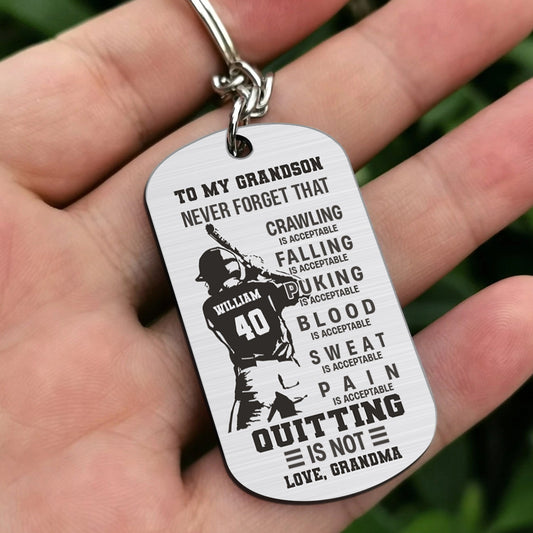 TO MY GRANDSON
NEVER FORGET THAT
CRAWLING
IS ACCEPTABLE
FALLING
IS ACCEPTABLE
PUKING
IS ACCEPTABLE
BLOOD
IS ACCEPTABLE
SWEAT
IS ACCEPTABLE
PAIN
IS ACCEPTABLE
WILLIAM
40
QUITTING
IS NOT
LOVE, GRANDMA